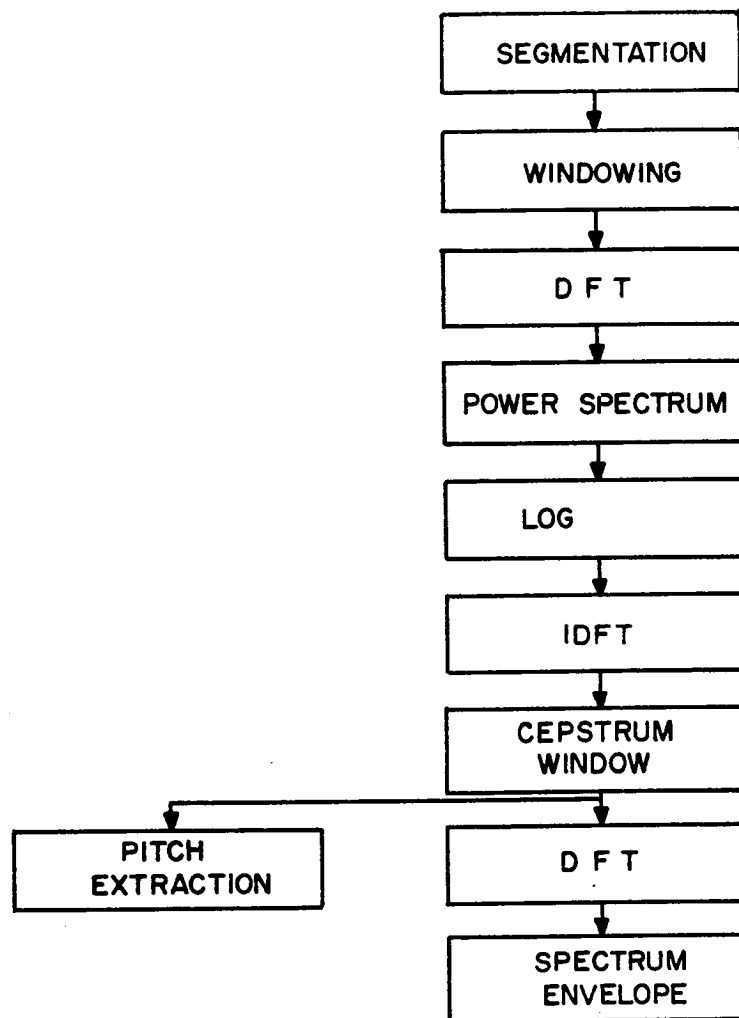 SEGMENTATION
WINDOWING
D F T
POWER SPECTRUM
LOG
IDFT
CEPSTRUM
WINDOW
PITCH
EXTRACTION
D F T
SPECTRUM
ENVELOPE